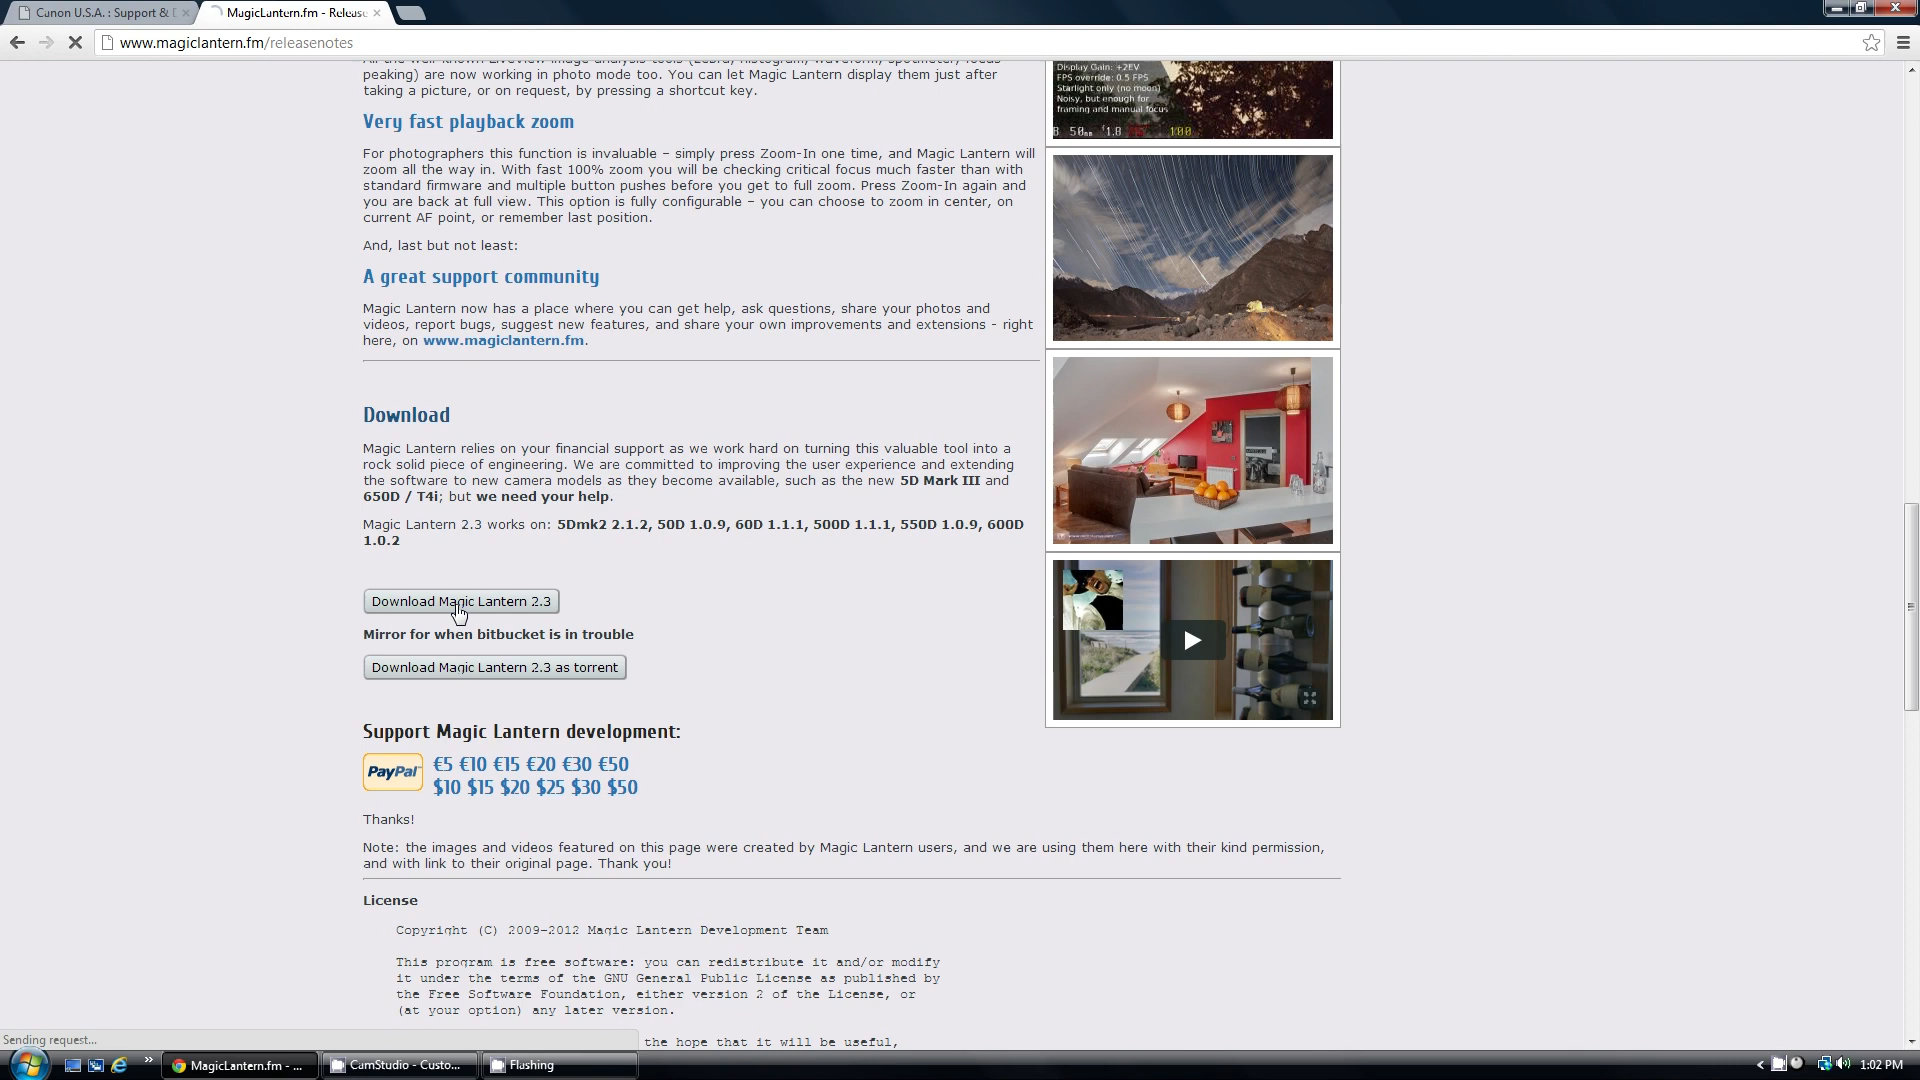 Canon U.S.A. : Support &
MagicLantern.fm - Release
www.magiclantern.fm/releasenotes
peaking) are now working in photo mode too. You can let Magic Lantern display them just after
taking a picture, or on request, by pressing a shortcut key.
Very fast playback zoom
For photographers this function is invaluable – simply press Zoom-In one time, and Magic Lantern will
zoom all the way in. With fast 100% zoom you will be checking critical focus much faster than with
standard firmware and multiple button pushes before you get to full zoom. Press Zoom-In again and
you are back at full view. This option is fully configurable – you can choose to zoom in center, on
current AF point, or remember last position.
And, last but not least:
A great support community
Magic Lantern now has a place where you can get help, ask questions, share your photos and
videos, report bugs, suggest new features, and share your own improvements and extensions - right
here, on www.magiclantern.fm.
Download
Magic Lantern relies on your financial support as we work hard on turning this valuable tool into a
rock solid piece of engineering. We are committed to improving the user experience and extending
the software to new camera models as they become available, such as the new 5D Mark III and
650D / T4i; but we need your help.
Magic Lantern 2.3 works on: 5Dmk2 2.1.2, 50D 1.0.9, 60D 1.1.1, 500D 1.1.1, 550D 1.0.9, 600D
1.0.2
Download Magic Lantern 2.3
Mirror for when bitbucket is in trouble
Download Magic Lantern 2.3 as torrent
Support Magic Lantern development:
PayPal
€5 €10 €15 €20 €30 €50
$10 $15 $20 $25 $30 $50
Thanks!
Note: the images and videos featured on this page were created by Magic Lantern users, and we are using them here with their kind permission,
and with link to their original page. Thank you!
License
Copyright (C) 2009-2012 Magic Lantern Development Team
This program is free software: you can redistribute it and/or modify
it under the terms of the GNU General Public License as published by
the Free Software Foundation, either version 2 of the License, or
(at your option) any later version.
the hope that it will be useful,
Display Gain: +2EV
FPS override: 0.5 FPS
Starlight only (no moon)
Noisy, but enough for
framing and manual focus
50mm f1.8 100
Sending request...
MagicLantern.fm - ...
CamStudio - Custo...
Flashing
1:02 PM